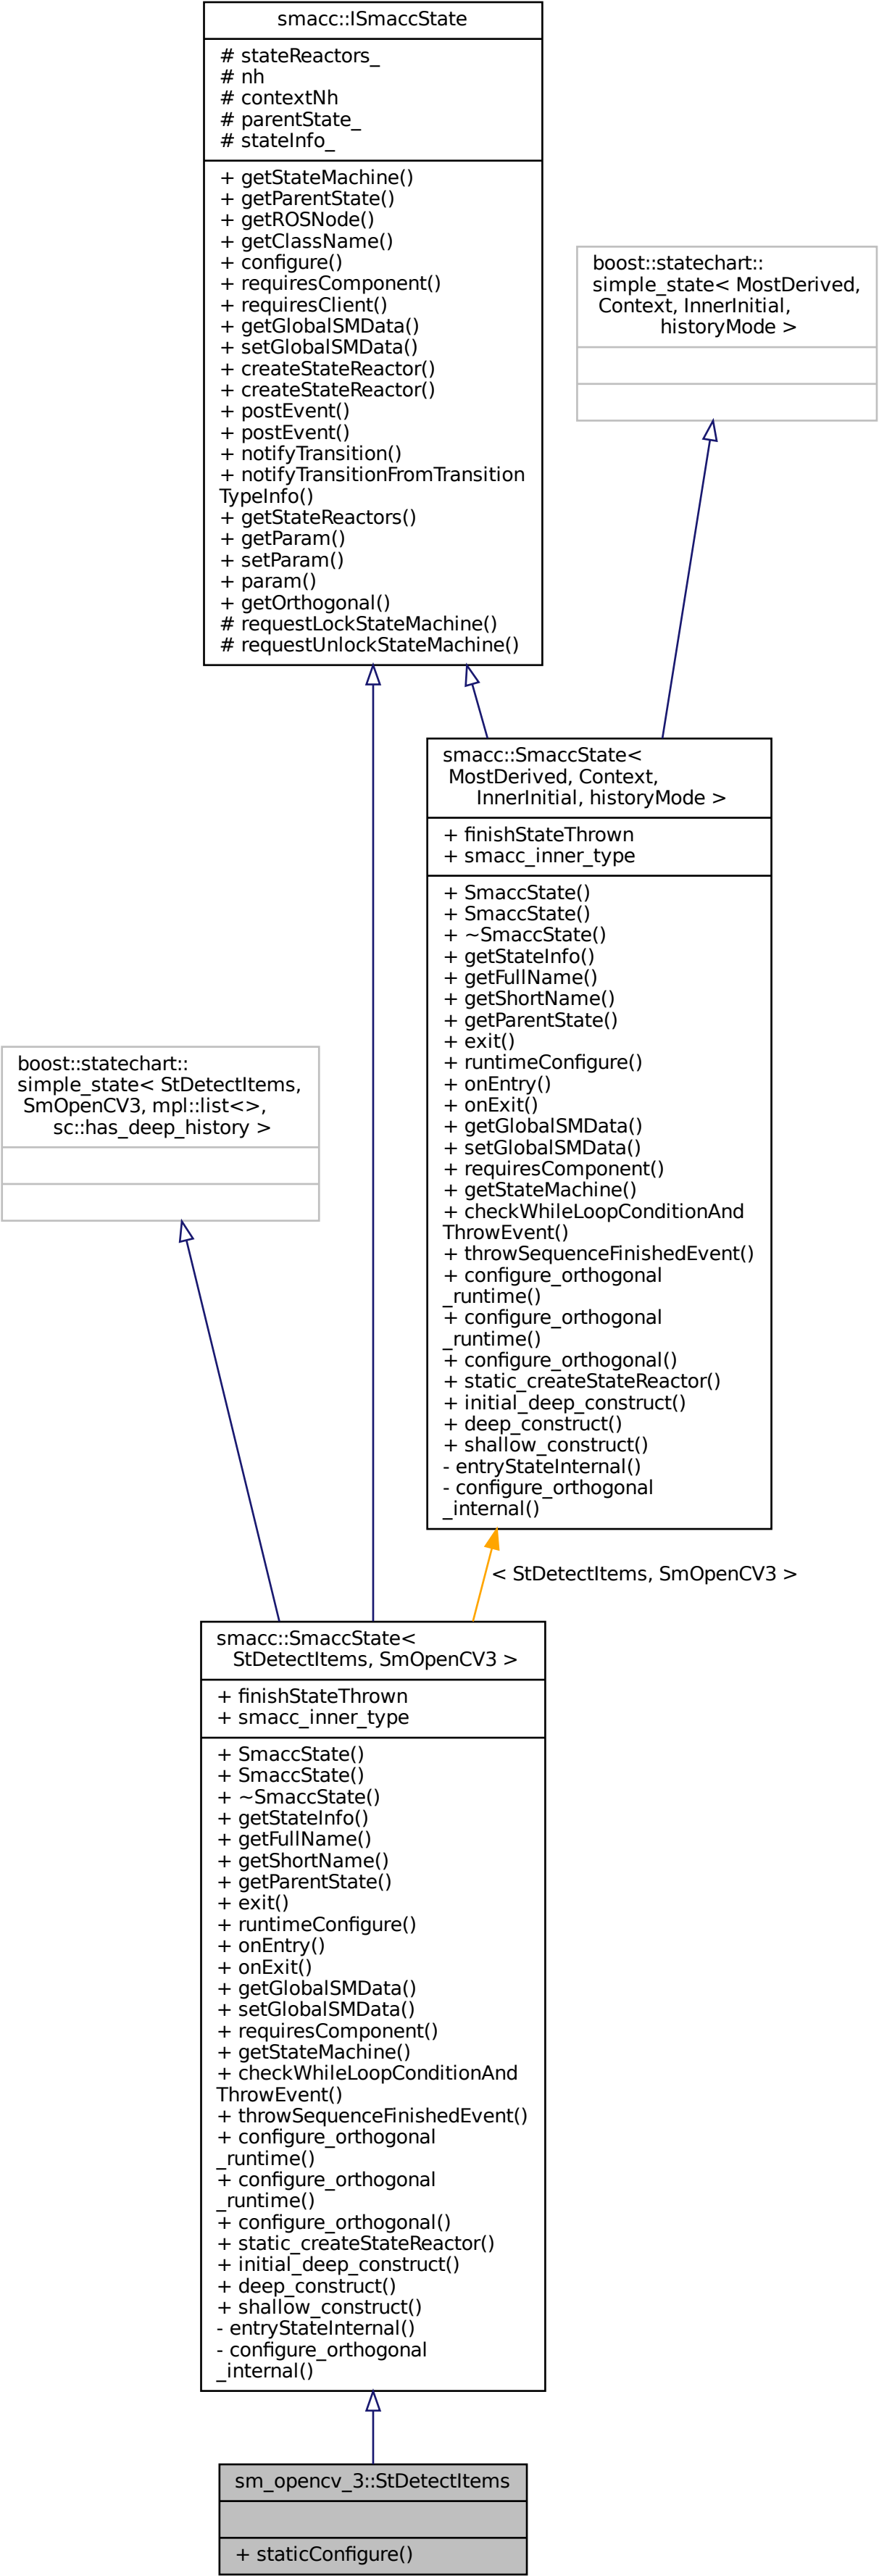 smacc::ISmaccState
# stateReactors_
# nh
# contextNh
# parentState_
# stateInfo_
+ getStateMachine()
+ getParentState()
+ getROSNode()
+ getClassName()
+ configure()
+ requiresComponent()
+ requiresClient()
+ getGlobalSMData()
+ setGlobalSMData()
+ createStateReactor()
+ createStateReactor()
+ postEvent()
+ postEvent()
+ notifyTransition()
+ notifyTransitionFromTransition
TypeInfo()
+ getStateReactors()
+ getParam()
+ setParam()
+ param()
+ getOrthogonal()
# requestLockStateMachine()
# requestUnlockStateMachine()
boost::statechart::
simple_state< MostDerived,
Context, InnerInitial,
historyMode >
smacc::SmaccState<
MostDerived, Context,
InnerInitial, historyMode >
+ finishStateThrown
+ smacc_inner_type
+ SmaccState()
+ SmaccState()
+ ~SmaccState()
+ getStateInfo()
+ getFullName()
+ getShortName()
+ getParentState()
+ exit()
+ runtimeConfigure()
+ onEntry()
+ onExit()
+ getGlobalSMData()
+ setGlobalSMData()
+ requiresComponent()
+ getStateMachine()
+ checkWhileLoopConditionAnd
ThrowEvent()
+ throwSequenceFinishedEvent()
+ configure_orthogonal
_runtime()
+ configure_orthogonal
_runtime()
+ configure_orthogonal()
+ static_createStateReactor()
+ initial_deep_construct()
+ deep_construct()
+ shallow_construct()
- entryStateInternal()
- configure_orthogonal
_internal()
boost::statechart::
simple_state< StDetectItems,
SmOpenCV3, mpl::list<>,
sc::has_deep_history >
< StDetectItems, SmOpenCV3 >
smacc::SmaccState<
StDetectItems, SmOpenCV3 >
+ finishStateThrown
+ smacc_inner_type
+ SmaccState()
+ SmaccState()
+ ~SmaccState()
+ getStateInfo()
+ getFullName()
+ getShortName()
+ getParentState()
+ exit()
+ runtimeConfigure()
+ onEntry()
+ onExit()
+ getGlobalSMData()
+ setGlobalSMData()
+ requiresComponent()
+ getStateMachine()
+ checkWhileLoopConditionAnd
ThrowEvent()
+ throwSequenceFinishedEvent()
+ configure_orthogonal
_runtime()
+ configure_orthogonal
_runtime()
+ configure_orthogonal()
+ static_createStateReactor()
+ initial_deep_construct()
+ deep_construct()
+ shallow_construct()
- entryStateInternal()
- configure_orthogonal
_internal()
sm_opencv_3::StDetectItems
+ staticConfigure()